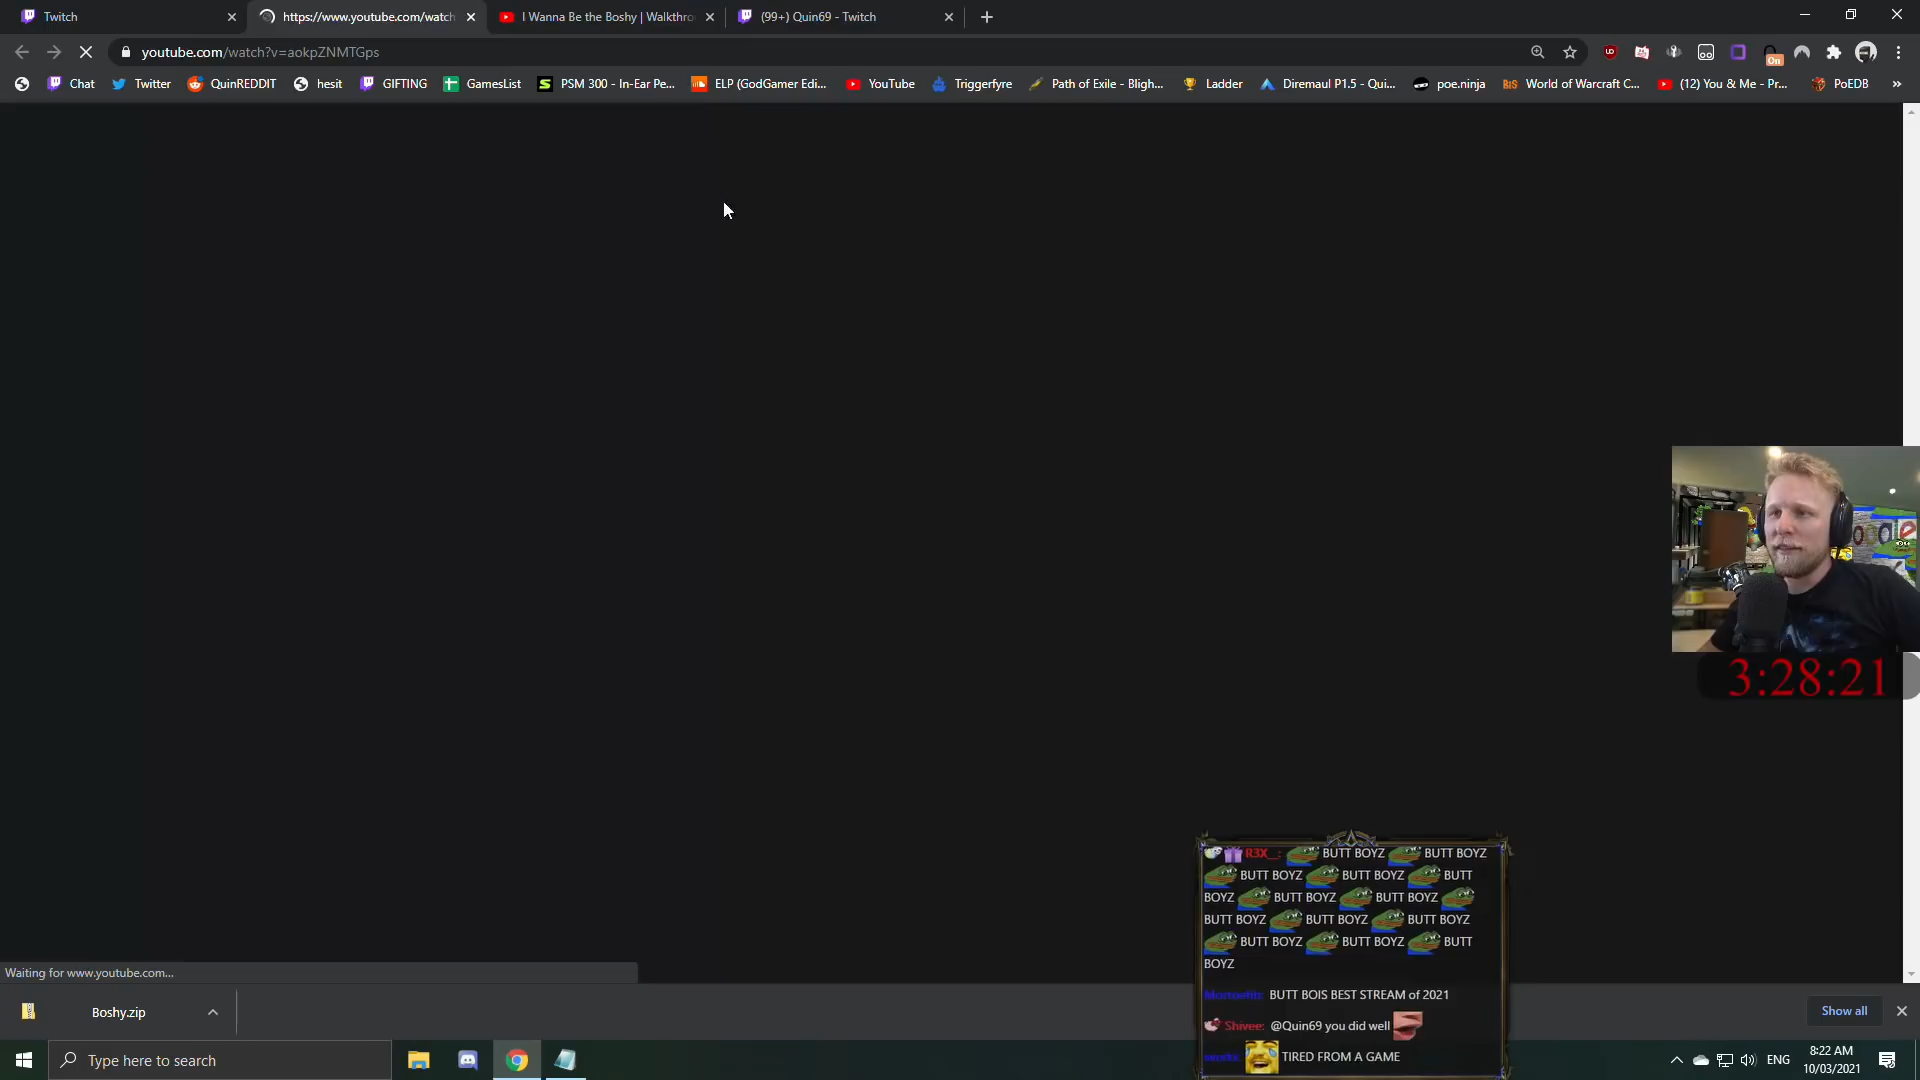 Twitch
https://www.youtube.com/watch
I Wanna Be the Boshy | Walkthro
(99+) Quin69 - Twitch
youtube.com/watch?v=aokpZNMTGps
On
Chat
Twitter
QuinREDDIT
hesit
GIFTING
GamesList
PSM 300 - In-Ear Pe...
ELP (GodGamer Edi...
YouTube
Triggerfyre
Path of Exile - Bligh...
Ladder
Diremaul P1.5 - Qui...
poe.ninja
BIS
World of Warcraft C...
(12) You & Me - Pr...
PoEDB
3:28:21
R3X__: BUTT BOYZ BUTT BOYZ
BUTT BOYZ BUTT BOYZ BUTT
BOYZ BUTT BOYZ BUTT BOYZ
BUTT BOYZ BUTT BOYZ BUTT BOYZ
BUTT BOYZ BUTT BOYZ BUTT
BOYZ
BUTT BOIS BEST STREAM of 2021
Shivee: @Quin69 you did well
TIRED FROM A GAME
Waiting for www.youtube.com...
Boshy.zip
Show all
Type here to search
ENG
8:22 AM
10/03/2021